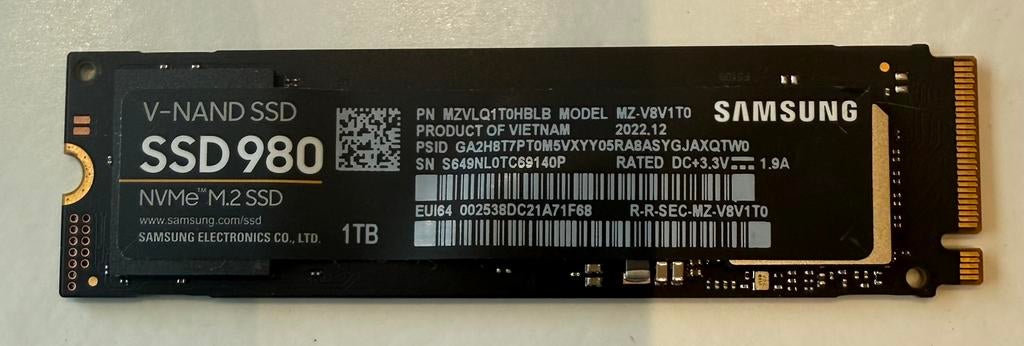 V-NAND SSD
SSD 980
NVMe™ M.2 SSD
www.samsung.com/ssd
SAMSUNG ELECTRONICS CO., LTD.
1TB
PN MZVLQ1T0HBLB MODEL MZ-V8V1T0
PRODUCT OF VIETNAM 2022.12
PSID GA2H8T7PT0M5VXYY05RA8ASYGJAXQTW0
SN S649NL0TC69140P RATED DC+3.3V⎓ 1.9A
EUI64 002538DC21A71F68 R-R-SEC-MZ-V8V1T0
SAMSUNG